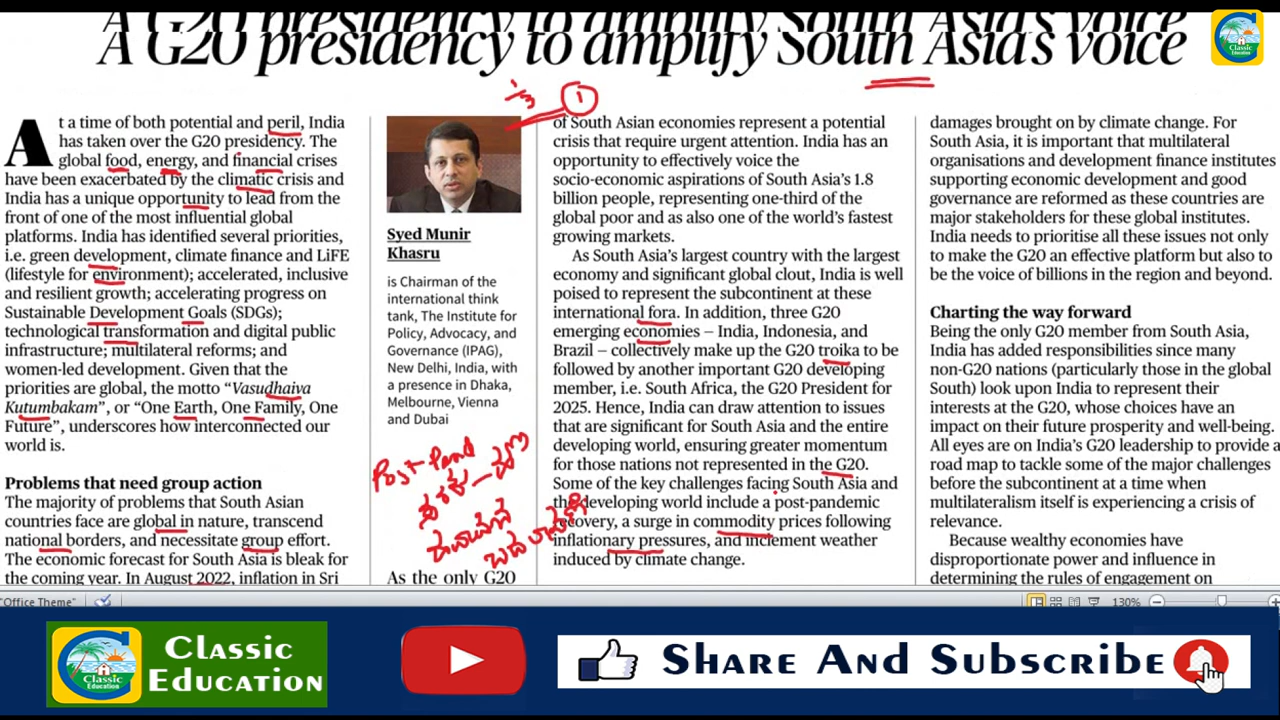 A G20 presidency to amplify South Asia's voice
Classic
Education
At a time of both potential and peril, India
has taken over the G20 presidency. The
global food, energy, and financial crises
have been exacerbated by the climatic crisis and
India has a unique opportunity to lead from the
front of one of the most influential global
platforms. India has identified several priorities,
i.e. green development, climate finance and LiFE
(lifestyle for environment); accelerated, inclusive
and resilient growth; accelerating progress on
Sustainable Development Goals (SDGs);
technological transformation and digital public
infrastructure; multilateral reforms; and
women-led development. Given that the
priorities are global, the motto “Vasudhaiva
Kutumbakam”, or “One Earth, One Family, One
Future”, underscores how interconnected our
world is.
Problems that need group action
The majority of problems that South Asian
countries face are global in nature, transcend
national borders, and necessitate group effort.
The economic forecast for South Asia is bleak for
the coming year. In August 2022, inflation in Sri
1/3
1
Syed Munir
Khasru
is Chairman of the
international think
tank, The Institute for
Policy, Advocacy, and
Governance (IPAG),
New Delhi, India, with
a presence in Dhaka,
Melbourne, Vienna
and Dubai
Post-Pand
As the only G20
of South Asian economies represent a potential
crisis that require urgent attention. India has an
opportunity to effectively voice the
socio-economic aspirations of South Asia's 1.8
billion people, representing one-third of the
global poor and as also one of the world's fastest
growing markets.
As South Asia's largest country with the largest
economy and significant global clout, India is well
poised to represent the subcontinent at these
international fora. In addition, three G20
emerging economies — India, Indonesia, and
Brazil — collectively make up the G20 troika to be
followed by another important G20 developing
member, i.e. South Africa, the G20 President for
2025. Hence, India can draw attention to issues
that are significant for South Asia and the entire
developing world, ensuring greater momentum
for those nations not represented in the G20.
Some of the key challenges facing South Asia and
the developing world include a post-pandemic
recovery, a surge in commodity prices following
inflationary pressures, and inclement weather
induced by climate change.
damages brought on by climate change. For
South Asia, it is important that multilateral
organisations and development finance institutes
supporting economic development and good
governance are reformed as these countries are
major stakeholders for these global institutes.
India needs to prioritise all these issues not only
to make the G20 an effective platform but also to
be the voice of billions in the region and beyond.
Charting the way forward
Being the only G20 member from South Asia,
India has added responsibilities since many
non-G20 nations (particularly those in the global
South) look upon India to represent their
interests at the G20, whose choices have an
impact on their future prosperity and well-being.
All eyes are on India's G20 leadership to provide a
road map to tackle some of the major challenges
before the subcontinent at a time when
multilateralism itself is experiencing a crisis of
relevance.
Because wealthy economies have
disproportionate power and influence in
determining the rules of engagement on
"Office Theme"
130%
Classic
Education
Classic
Education
Share And Subscribe